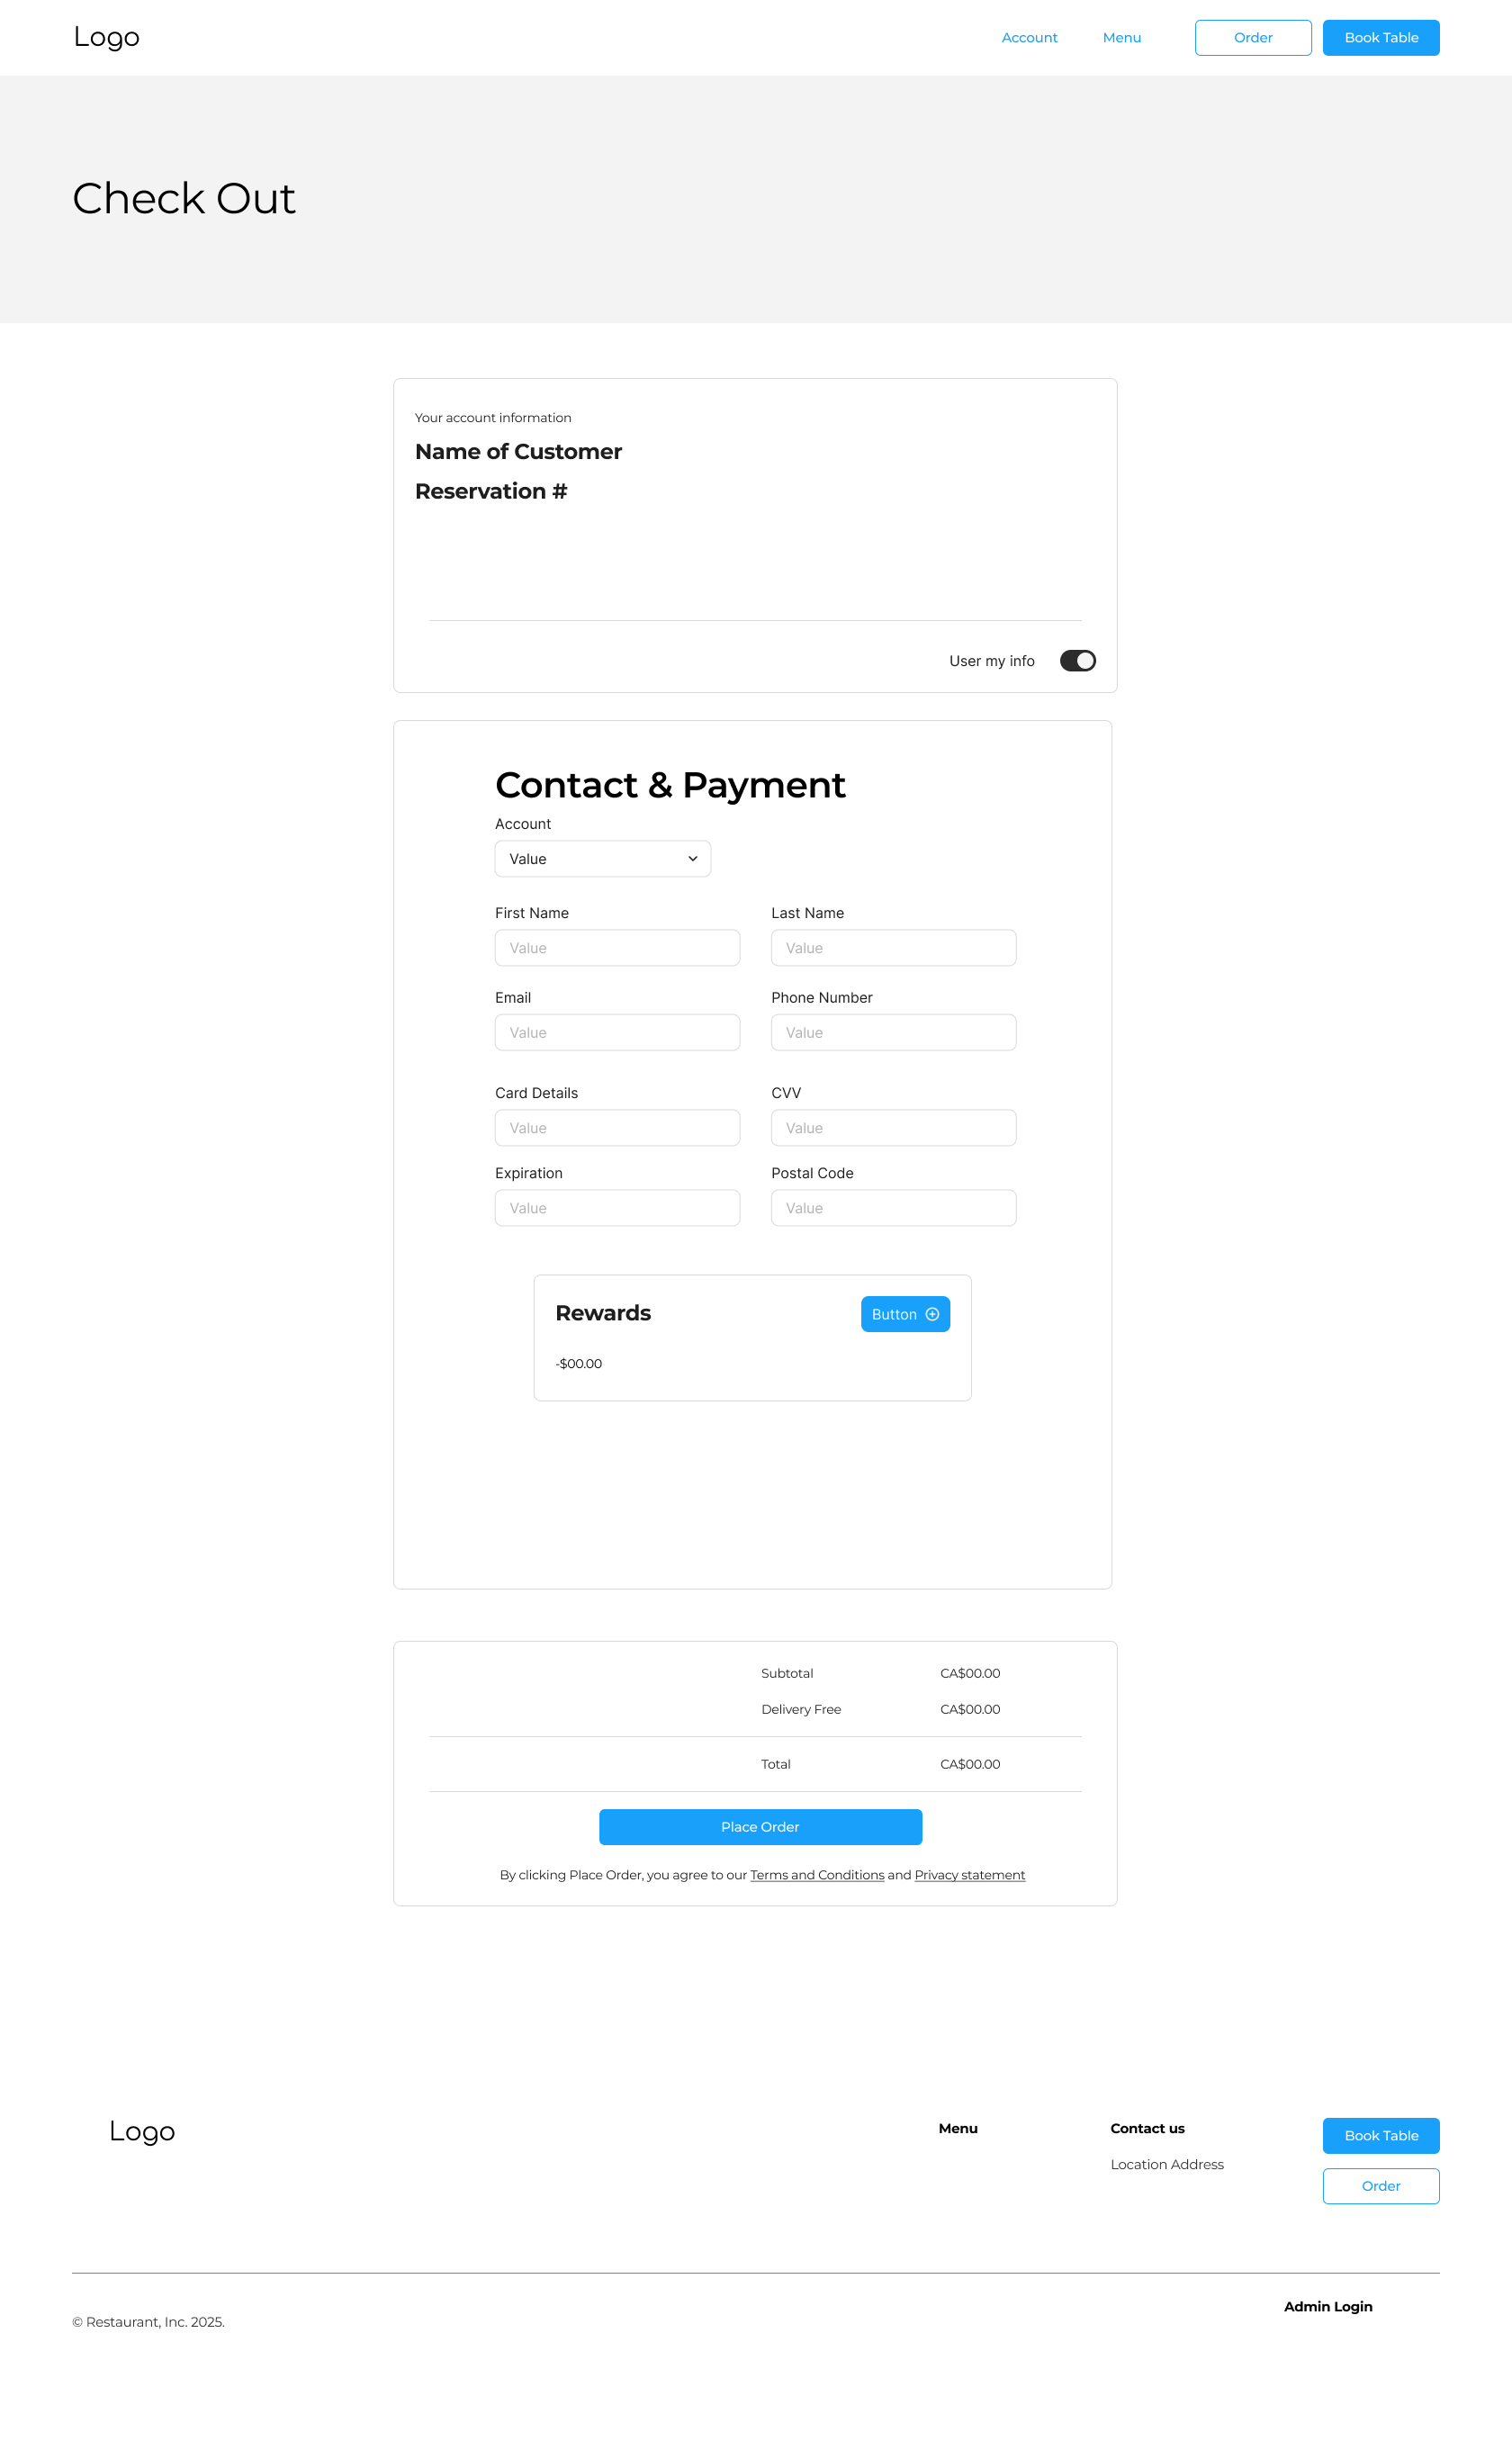 Logo
Account Menu Order Book Table
Check Out
Your account information
Name of Customer
Reservation #
User my info
Contact & Payment
Account
Value
First Name Last Name
Value Value
Email Phone Number
Value Value
Card Details CVV
Value Value
Expiration Postal Code
Value Value
Rewards Button
-$00.00
Subtotal CA$00.00
Delivery Free CA$00.00
Total CA$00.00
Place Order
By clicking Place Order, you agree to our Terms and Conditions and Privacy statement
Logo Menu Contact us Book Table
Location Address
Order
Admin Login
© Restaurant, Inc. 2025.